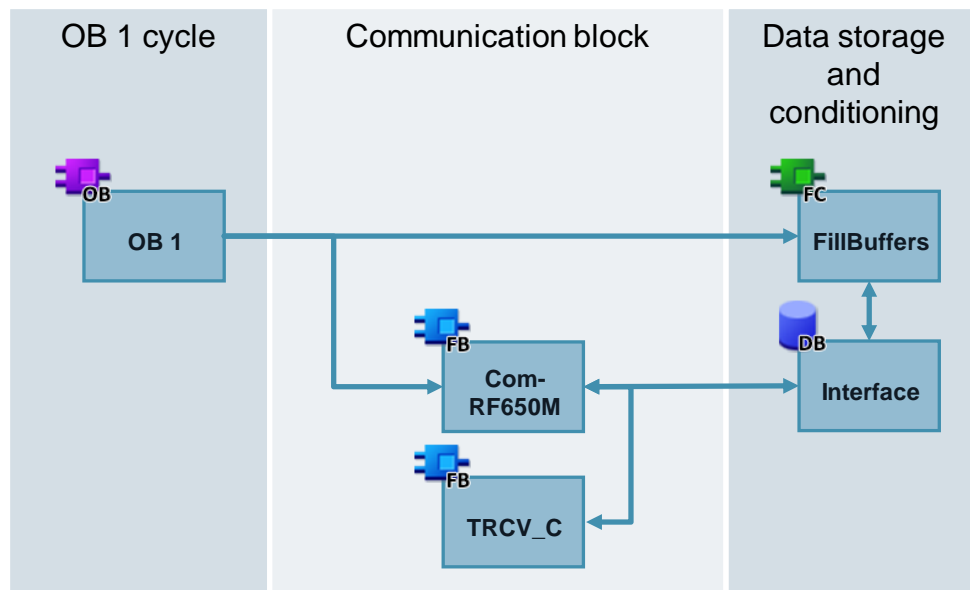 OB 1 cycle
Communication block
Data storage
and
conditioning
OB
OB 1
FC
FillBuffers
FB
Com-
RF650M
DB
Interface
FB
TRCV_C